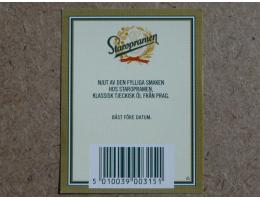 Staropramen
NJUT AV DEN FYLLIGA SMAKEN
HOS STAROPRAMEN,
KLASSISK TJECKISK ÖL FRÅN PRAG.
BÄST FÖRE DATUM:
5 010039 003151